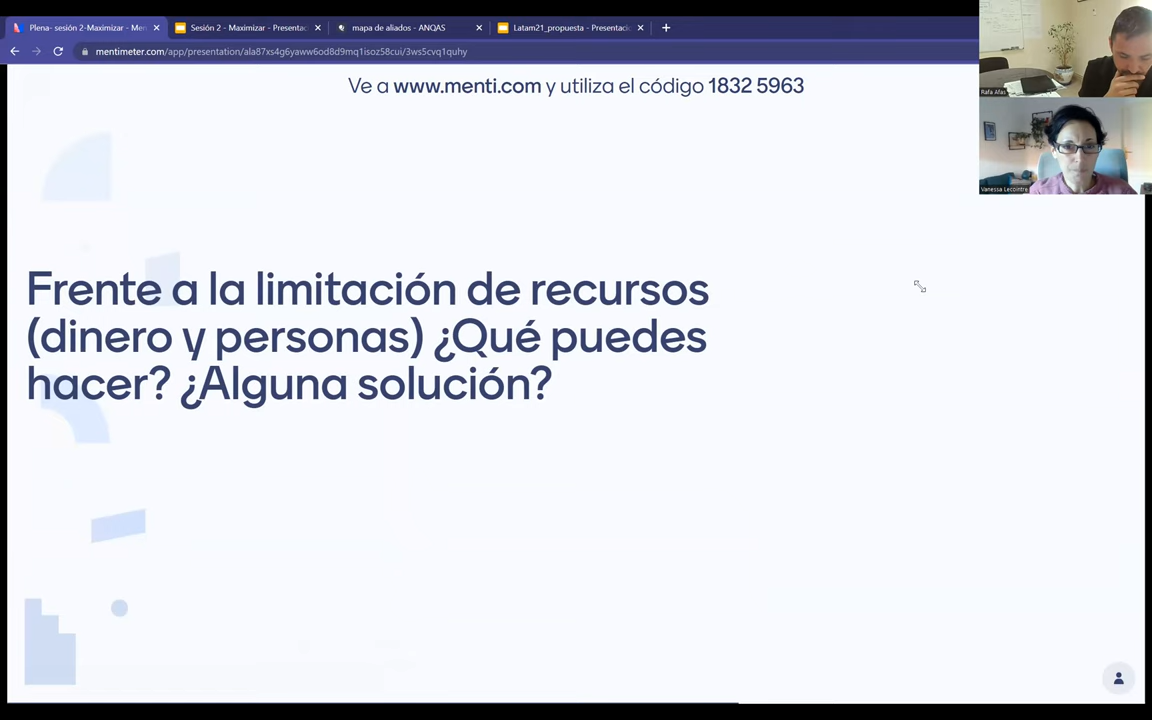 Plena- sesión 2-Maximizar - Men
Sesión 2 - Maximizar - Presentac
mapa de aliados - ANQAS
Latam21_propuesta - Presentacio
mentimeter.com/app/presentation/ala87xs4g6yaww6od8d9mq1isoz58cui/3ws5cvq1quhy
Ve a www.menti.com y utiliza el código 1832 5963
Rafa Afás
Vanessa Lecointre
Frente a la limitación de recursos
(dinero y personas) ¿Qué puedes
hacer? ¿Alguna solución?